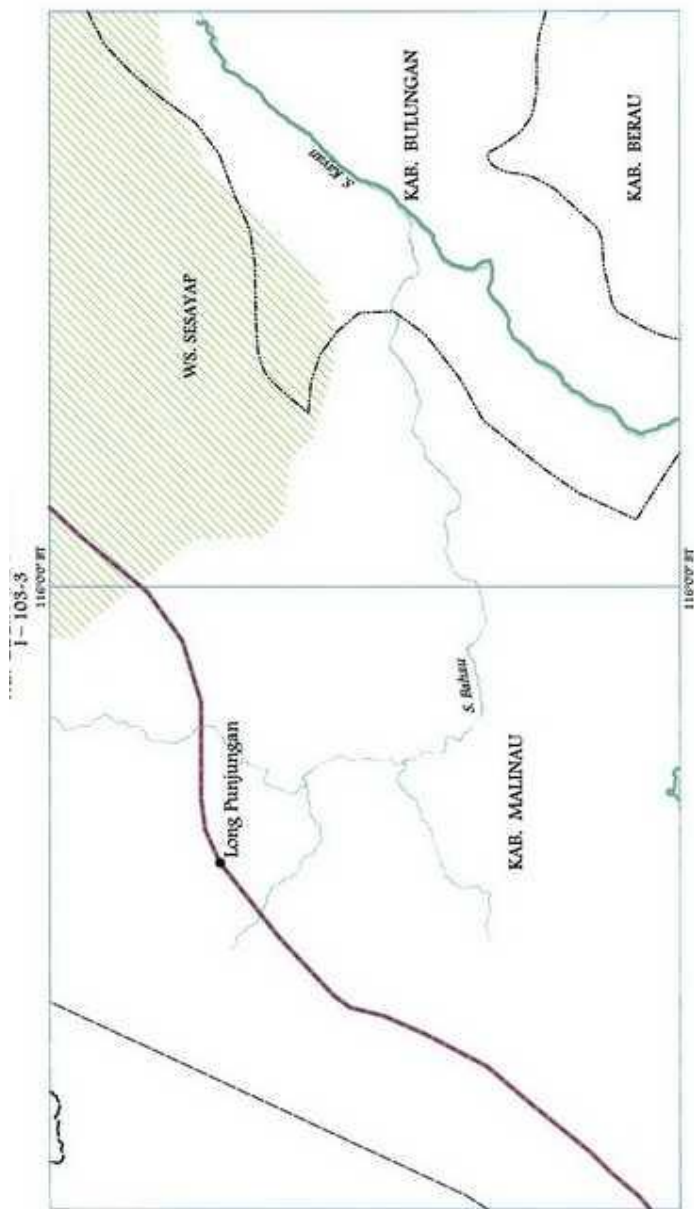 I - 103-3
116°00' BT
WS. SESAYAP
S. Kayan
KAB. BULUNGAN
KAB. BERAU
Long Punjungan
S. Bahau
KAB. MALINAU
116°00' BT